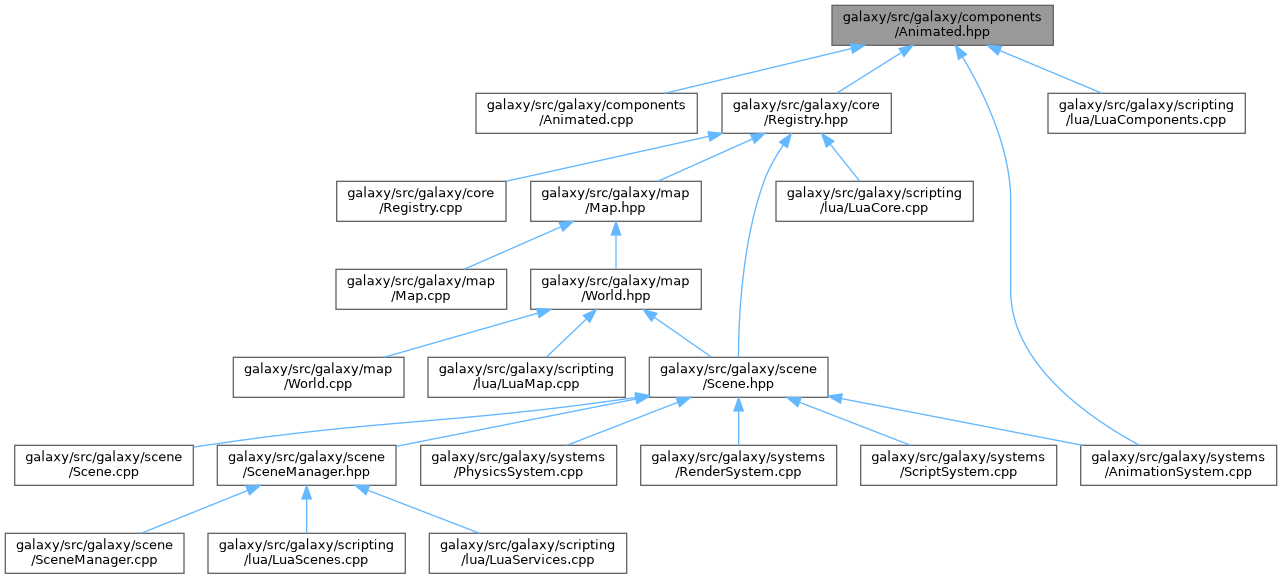 galaxy/src/galaxy/components
/Animated.hpp
galaxy/src/galaxy/components
/Animated.cpp
galaxy/src/galaxy/core
/Registry.hpp
galaxy/src/galaxy/scripting
/lua/LuaComponents.cpp
galaxy/src/galaxy/core
/Registry.cpp
galaxy/src/galaxy/map
/Map.hpp
galaxy/src/galaxy/scripting
/lua/LuaCore.cpp
galaxy/src/galaxy/map
/Map.cpp
galaxy/src/galaxy/map
/World.hpp
galaxy/src/galaxy/map
/World.cpp
galaxy/src/galaxy/scripting
/lua/LuaMap.cpp
galaxy/src/galaxy/scene
/Scene.hpp
galaxy/src/galaxy/scene
/Scene.cpp
galaxy/src/galaxy/scene
/SceneManager.hpp
galaxy/src/galaxy/systems
/PhysicsSystem.cpp
galaxy/src/galaxy/systems
/RenderSystem.cpp
galaxy/src/galaxy/systems
/ScriptSystem.cpp
galaxy/src/galaxy/systems
/AnimationSystem.cpp
galaxy/src/galaxy/scene
/SceneManager.cpp
galaxy/src/galaxy/scripting
/lua/LuaScenes.cpp
galaxy/src/galaxy/scripting
/lua/LuaServices.cpp